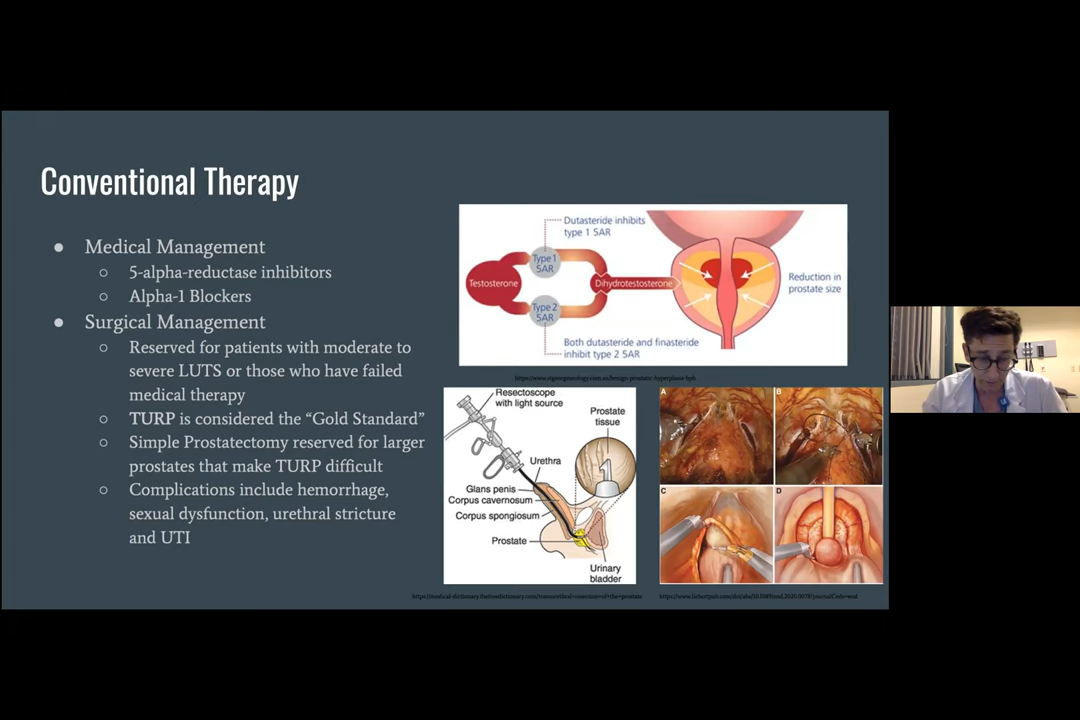 Conventional Therapy
● Medical Management
○ 5-alpha-reductase inhibitors
○ Alpha-1 Blockers
● Surgical Management
○ Reserved for patients with moderate to
severe LUTS or those who have failed
medical therapy
○ TURP is considered the “Gold Standard”
○ Simple Prostatectomy reserved for larger
prostates that make TURP difficult
○ Complications include hemorrhage,
sexual dysfunction, urethral stricture
and UTI
Dutasteride inhibits
type 1 5AR
Type 1
5AR
Testosterone
Dihydrotestosterone
Type 2
5AR
Both dutasteride and finasteride
inhibit type 2 5AR
Reduction in
prostate size
Resectoscope
with light source
Prostate
tissue
Urethra
Glans penis
Corpus cavernosum
Corpus spongiosum
Prostate
Urinary
bladder
A
B
C
D